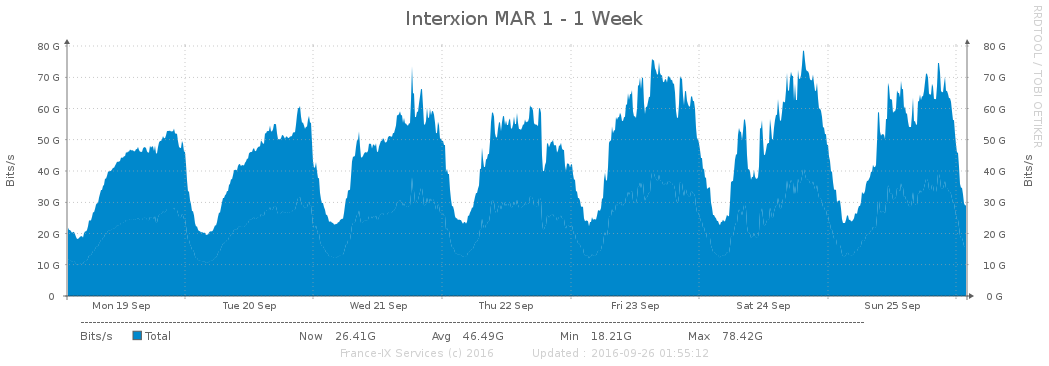 Interxion MAR 1 - 1 Week
RRDTOOL / TOBI OETIKER
Bits/s
80 G 80 G
70 G 70 G
60 G 60 G
50 G 50 G
40 G 40 G
30 G 30 G
20 G 20 G
10 G 10 G
0 0 G
Bits/s
Mon 19 Sep Tue 20 Sep Wed 21 Sep Thu 22 Sep Fri 23 Sep Sat 24 Sep Sun 25 Sep
Bits/s Total Now 26.41G Avg 46.49G Min 18.21G Max 78.42G
France-IX Services (c) 2016 Updated : 2016-09-26 01:55:12